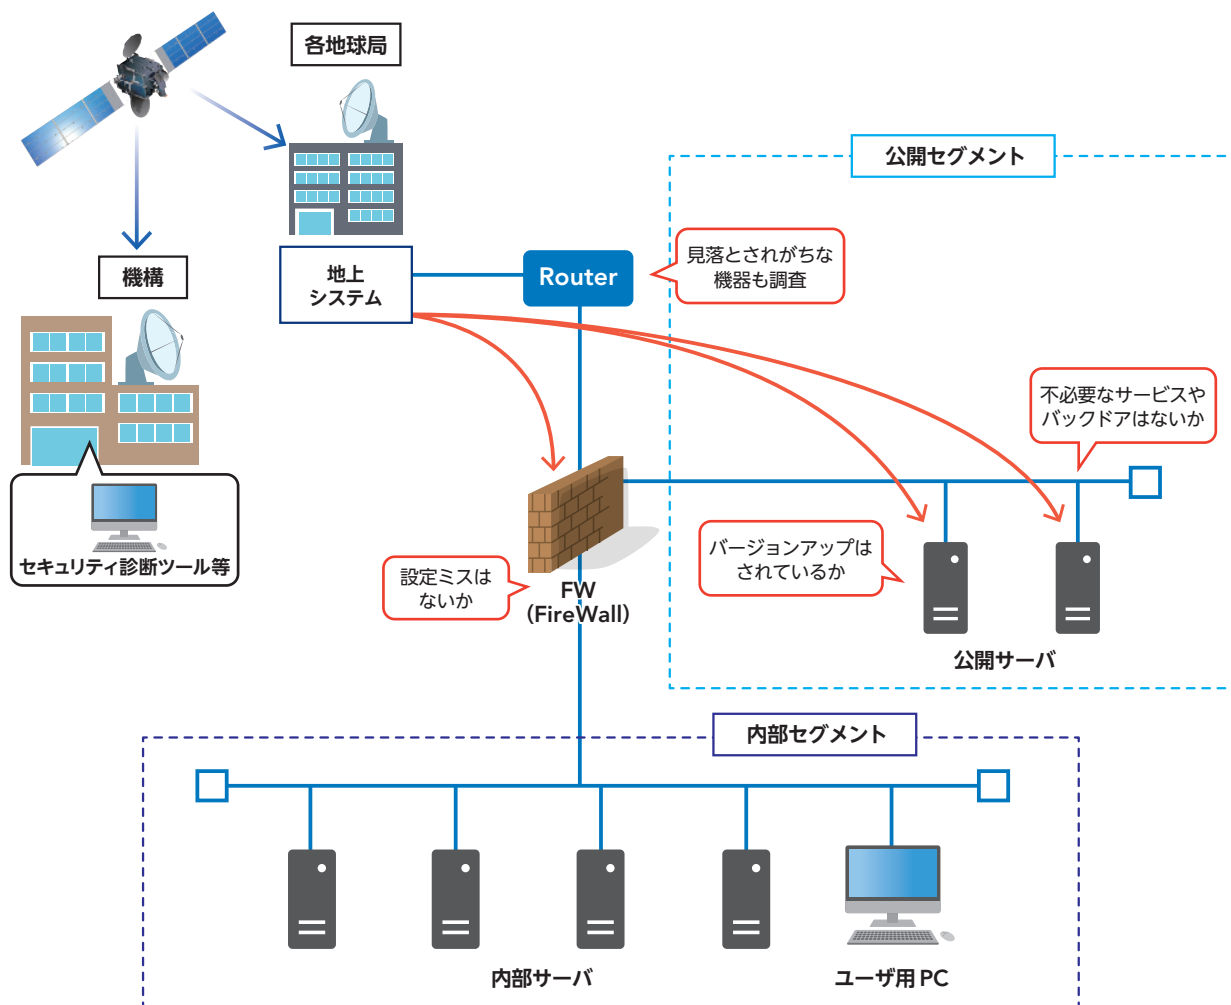 各地球局
公開セグメント
機構
地上
システム
Router
見落とされがちな
機器も調査
不必要なサービスや
バックドアはないか
セキュリティ診断ツール等
設定ミスは
ないか
FW
(FireWall)
バージョンアップは
されているか
公開サーバ
内部セグメント
内部サーバ
ユーザ用 PC